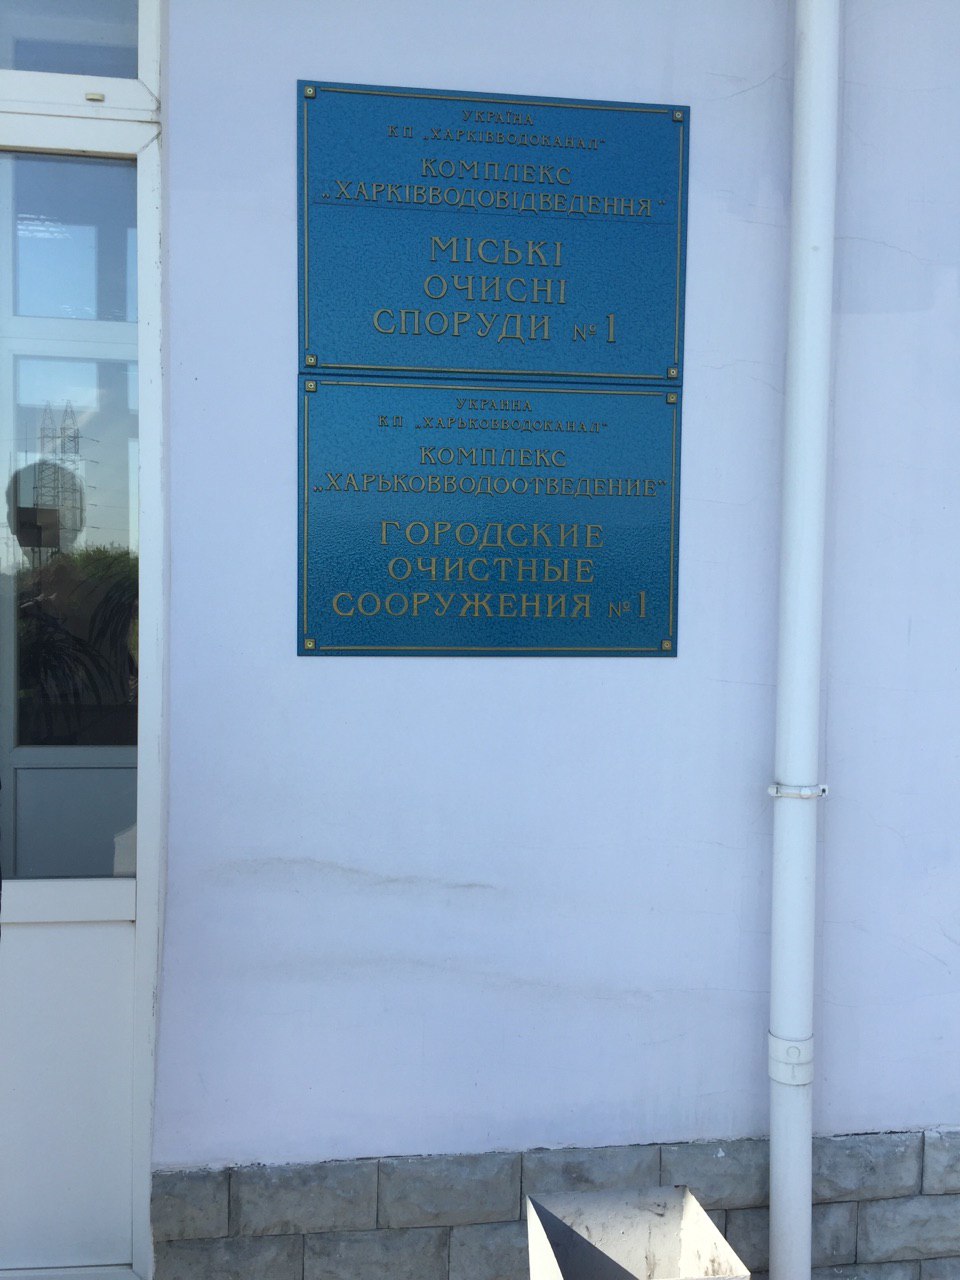 УКРАЇНА
КП „ХАРКІВВОДОКАНАЛ“
КОМПЛЕКС
„ХАРКІВВОДОВІДВЕДЕННЯ“
МІСЬКІ
ОЧИСНІ
СПОРУДИ №1
УКРАИНА
КП „ХАРЬКОВВОДОКАНАЛ“
КОМПЛЕКС
„ХАРЬКОВВОДООТВЕДЕНИЕ“
ГОРОДСКИЕ
ОЧИСТНЫЕ
СООРУЖЕНИЯ №1